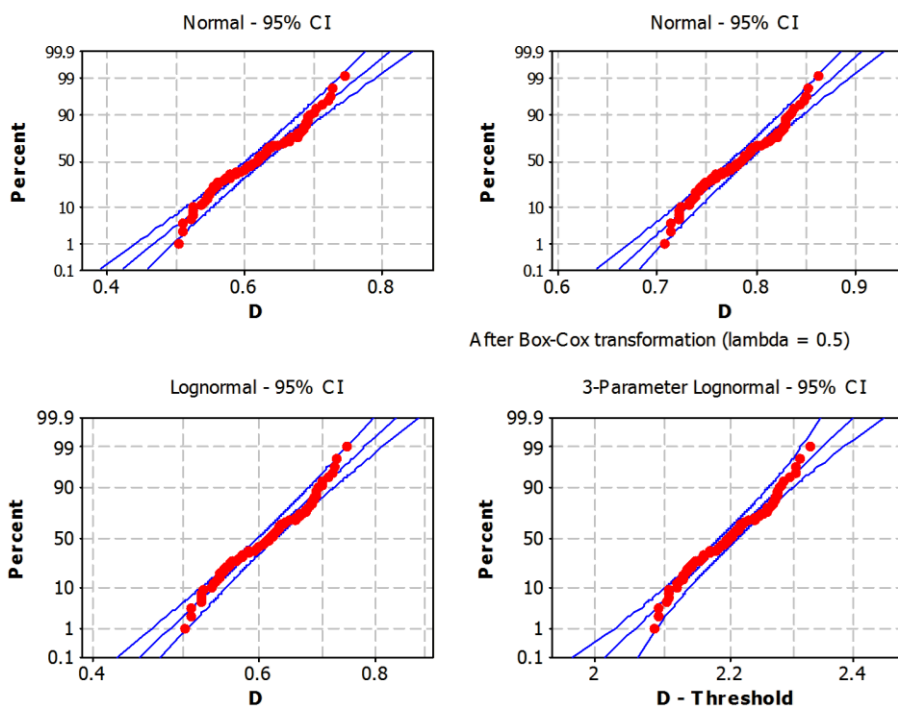 Normal - 95% CI
99.9
99
90
50
10
1
0.1
Percent
0.4 0.6 0.8
D
Normal - 95% CI
99.9
99
90
50
10
1
0.1
Percent
0.6 0.7 0.8 0.9
D
After Box-Cox transformation (lambda = 0.5)
Lognormal - 95% CI
99.9
99
90
50
10
1
0.1
Percent
0.4 0.6 0.8
D
3-Parameter Lognormal - 95% CI
99.9
99
90
50
10
1
0.1
Percent
2 2.2 2.4
D - Threshold